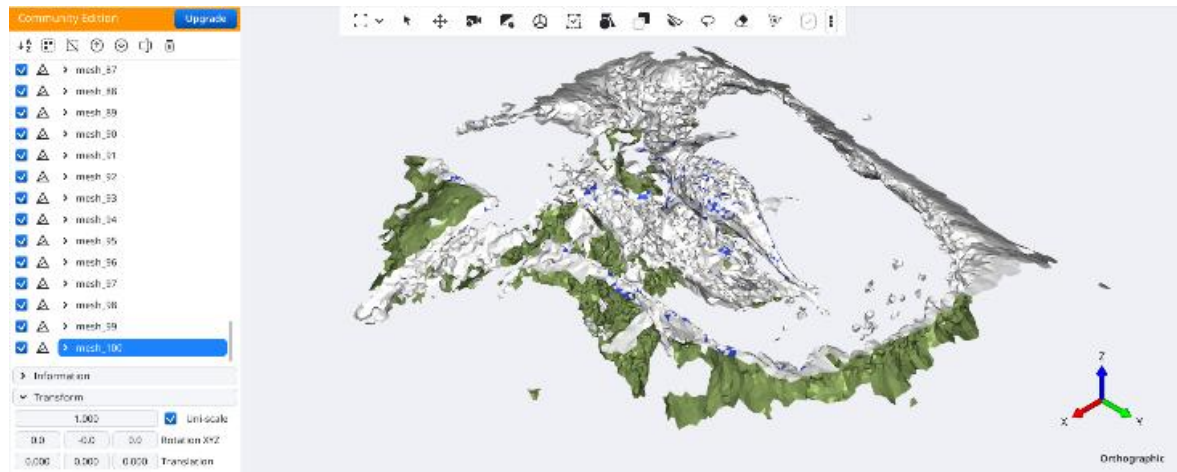 Community Edition Upgrade
mesh_87
mesh_88
mesh_89
mesh_90
mesh_91
mesh_92
mesh_93
mesh_94
mesh_95
mesh_96
mesh_97
mesh_98
mesh_99
mesh_100
Information
Transform
1.000 Uni-scale
0.0 -0.0 0.0 Rotation XYZ
0.000 0.000 0.000 Translation
Z
X Y
Orthographic